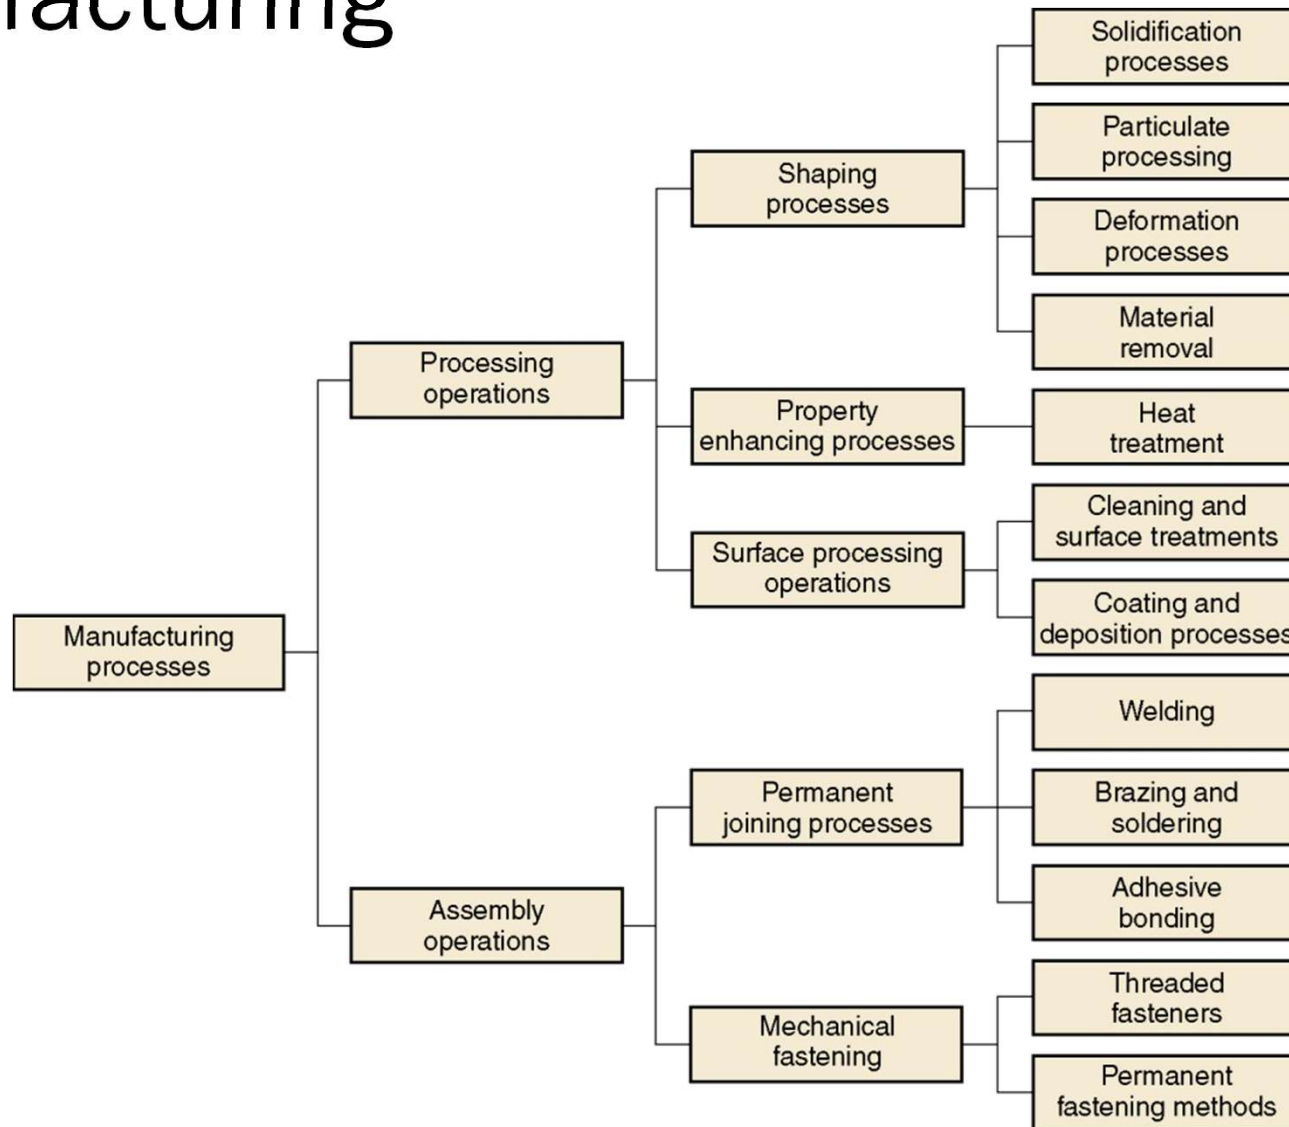 facturing
Solidification
processes
Particulate
processing
Shaping
processes
Deformation
processes
Material
removal
Processing
operations
Property
enhancing processes
Heat
treatment
Cleaning and
surface treatments
Surface processing
operations
Coating and
deposition processes
Manufacturing
processes
Welding
Permanent
joining processes
Brazing and
soldering
Adhesive
bonding
Assembly
operations
Threaded
fasteners
Mechanical
fastening
Permanent
fastening methods